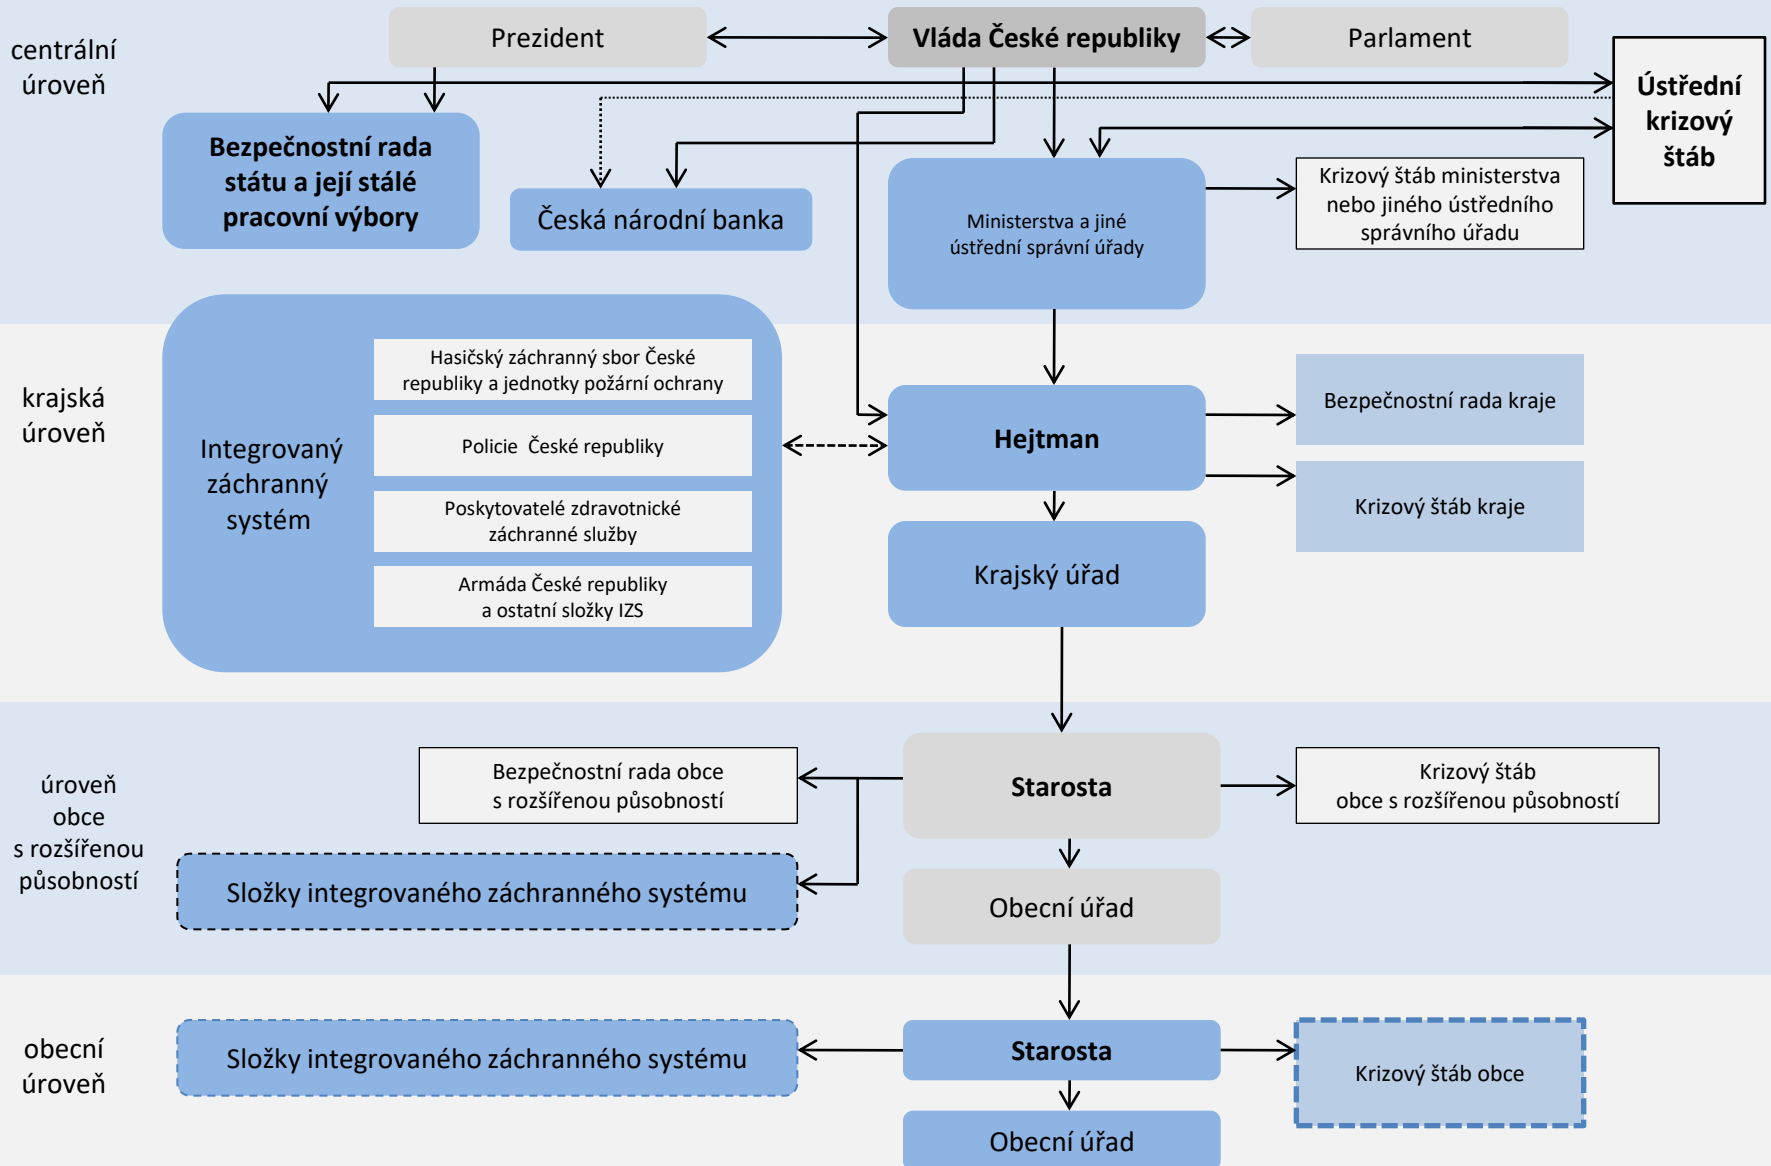 centrální
úroveň
Prezident
Vláda České republiky
Parlament
Ústřední
krizový
štáb
Bezpečnostní rada
státu a její stálé
pracovní výbory
Česká národní banka
Ministerstva a jiné
ústřední správní úřady
Krizový štáb ministerstva
nebo jiného ústředního
správního úřadu
krajská
úroveň
Integrovaný
záchranný
systém
Hasičský záchranný sbor České
republiky a jednotky požární ochrany
Policie České republiky
Poskytovatelé zdravotnické
záchranné služby
Armáda České republiky
a ostatní složky IZS
Hejtman
Bezpečnostní rada kraje
Krizový štáb kraje
Krajský úřad
úroveň
obce
s rozšířenou
působností
Bezpečnostní rada obce
s rozšířenou působností
Starosta
Krizový štáb
obce s rozšířenou působností
Složky integrovaného záchranného systému
Obecní úřad
obecní
úroveň
Složky integrovaného záchranného systému
Starosta
Krizový štáb obce
Obecní úřad